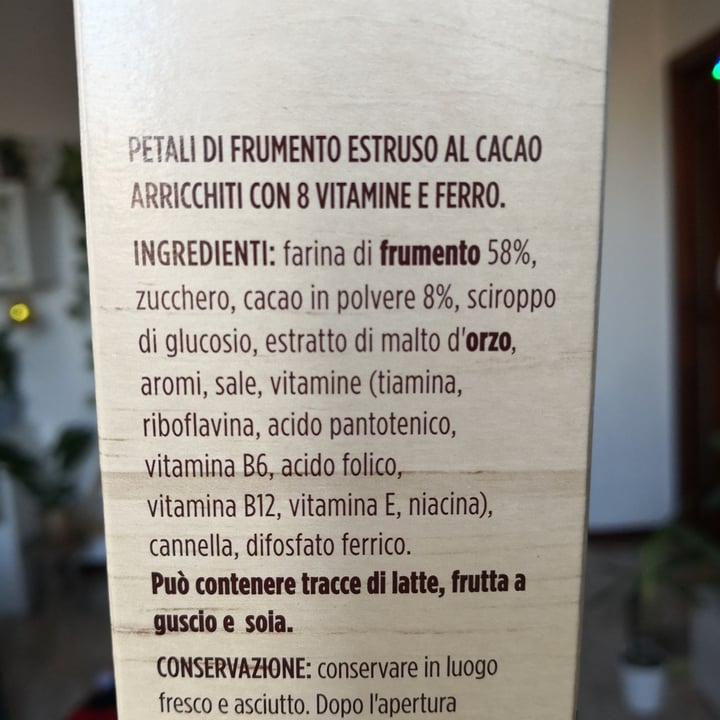 PETALI DI FRUMENTO ESTRUSO AL CACAO
ARRICCHITI CON 8 VITAMINE E FERRO.
INGREDIENTI: farina di frumento 58%,
zucchero, cacao in polvere 8%, sciroppo
di glucosio, estratto di malto d'orzo,
aromi, sale, vitamine (tiamina,
riboflavina, acido pantotenico,
vitamina B6, acido folico,
vitamina B12, vitamina E, niacina),
cannella, difosfato ferrico.
Può contenere tracce di latte, frutta a
guscio e soia.
CONSERVAZIONE: conservare in luogo
fresco e asciutto. Dopo l'apertura